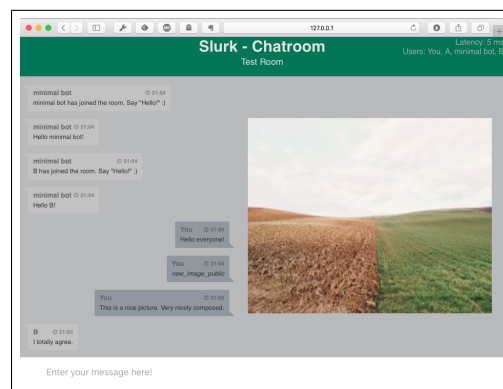 127.0.0.1
Slurk - Chatroom
Test Room
Latency: 5 ms
Users: You, A, minimal bot, B
minimal bot 21:04
minimal bot has joined the room. Say "Hello!" :)
minimal bot 21:04
Hello minimal bot!
minimal bot 21:04
B has joined the room. Say "Hello!" :)
minimal bot 21:04
Hello B!
You 21:04
Hello everyone!
You 21:04
new_image_public
You 21:05
This is a nice picture. Very nicely composed.
B 21:05
I totally agree.
Enter your message here!